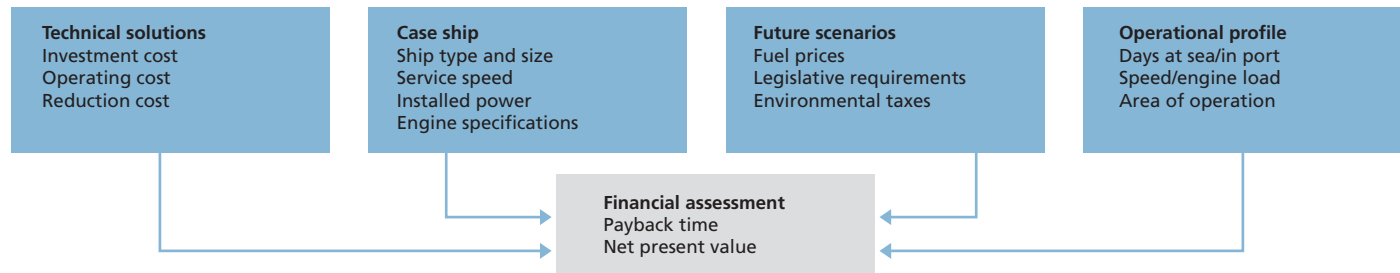 Technical solutions
Investment cost
Operating cost
Reduction cost
Case ship
Ship type and size
Service speed
Installed power
Engine specifications
Future scenarios
Fuel prices
Legislative requirements
Environmental taxes
Operational profile
Days at sea/in port
Speed/engine load
Area of operation
Financial assessment
Payback time
Net present value